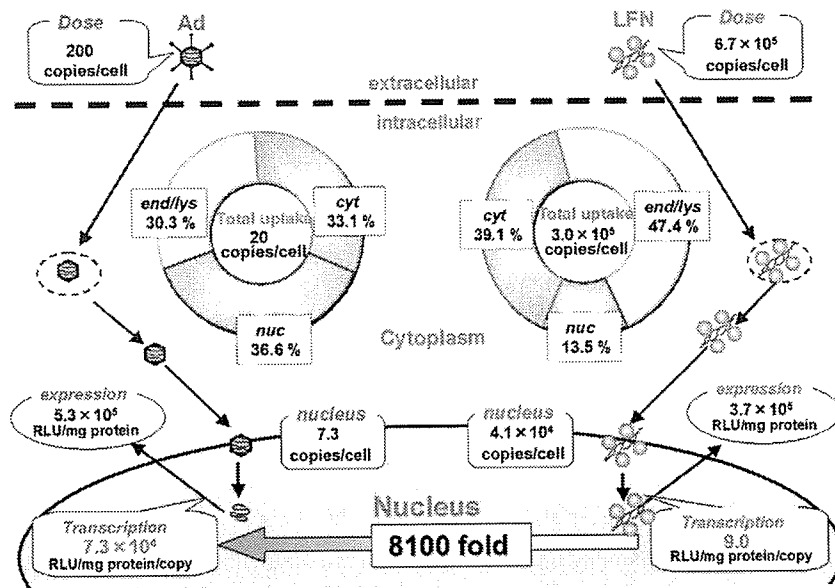 Dose
200
copies/cell
Ad
LFN
Dose
6.7 × 10⁵
copies/cell
extracellular
intracellular
end/lys
30.3 %
cyt
33.1 %
Total uptake
20
copies/cell
nuc
36.6 %
cyt
39.1 %
Total uptake
3.0 × 10⁵
copies/cell
end/lys
47.4 %
nuc
13.5 %
Cytoplasm
expression
5.3 × 10⁵
RLU/mg protein
nucleus
7.3
copies/cell
nucleus
4.1 × 10⁴
copies/cell
expression
3.7 × 10⁵
RLU/mg protein
Nucleus
Transcription
7.3 × 10⁴
RLU/mg protein/copy
8100 fold
Transcription
9.0
RLU/mg protein/copy